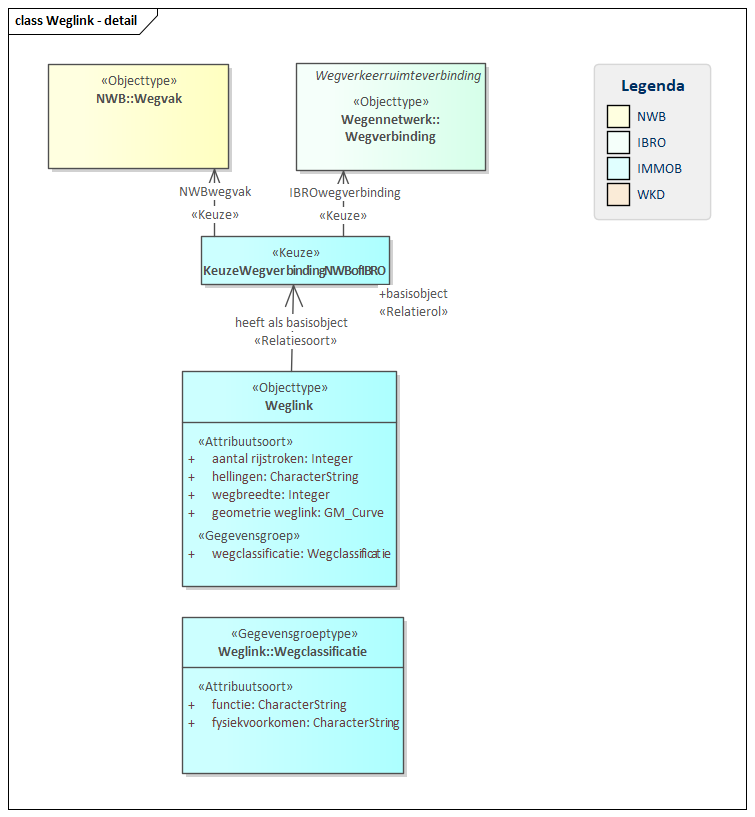 class Weglink - detail
«Objecttype»
NWB::Wegvak
Wegverkeerruimteverbinding
«Objecttype»
Wegennetwerk::
Wegverbinding
Legenda
NWB
IBRO
IMMOB
WKD
NWBwegvak
«Keuze»
IBROwegverbinding
«Keuze»
«Keuze»
KeuzeWegverbindingNWBofIBRO
+basisobject
«Relatierol»
heeft als basisobject
«Relatiesoort»
«Objecttype»
Weglink
«Attribuutsoort»
+ aantal rijstroken: Integer
+ hellingen: CharacterString
+ wegbreedte: Integer
+ geometrie weglink: GM_Curve
«Gegevensgroep»
+ wegclassificatie: Wegclassificatie
«Gegevensgroeptype»
Weglink::Wegclassificatie
«Attribuutsoort»
+ functie: CharacterString
+ fysiekvoorkomen: CharacterString